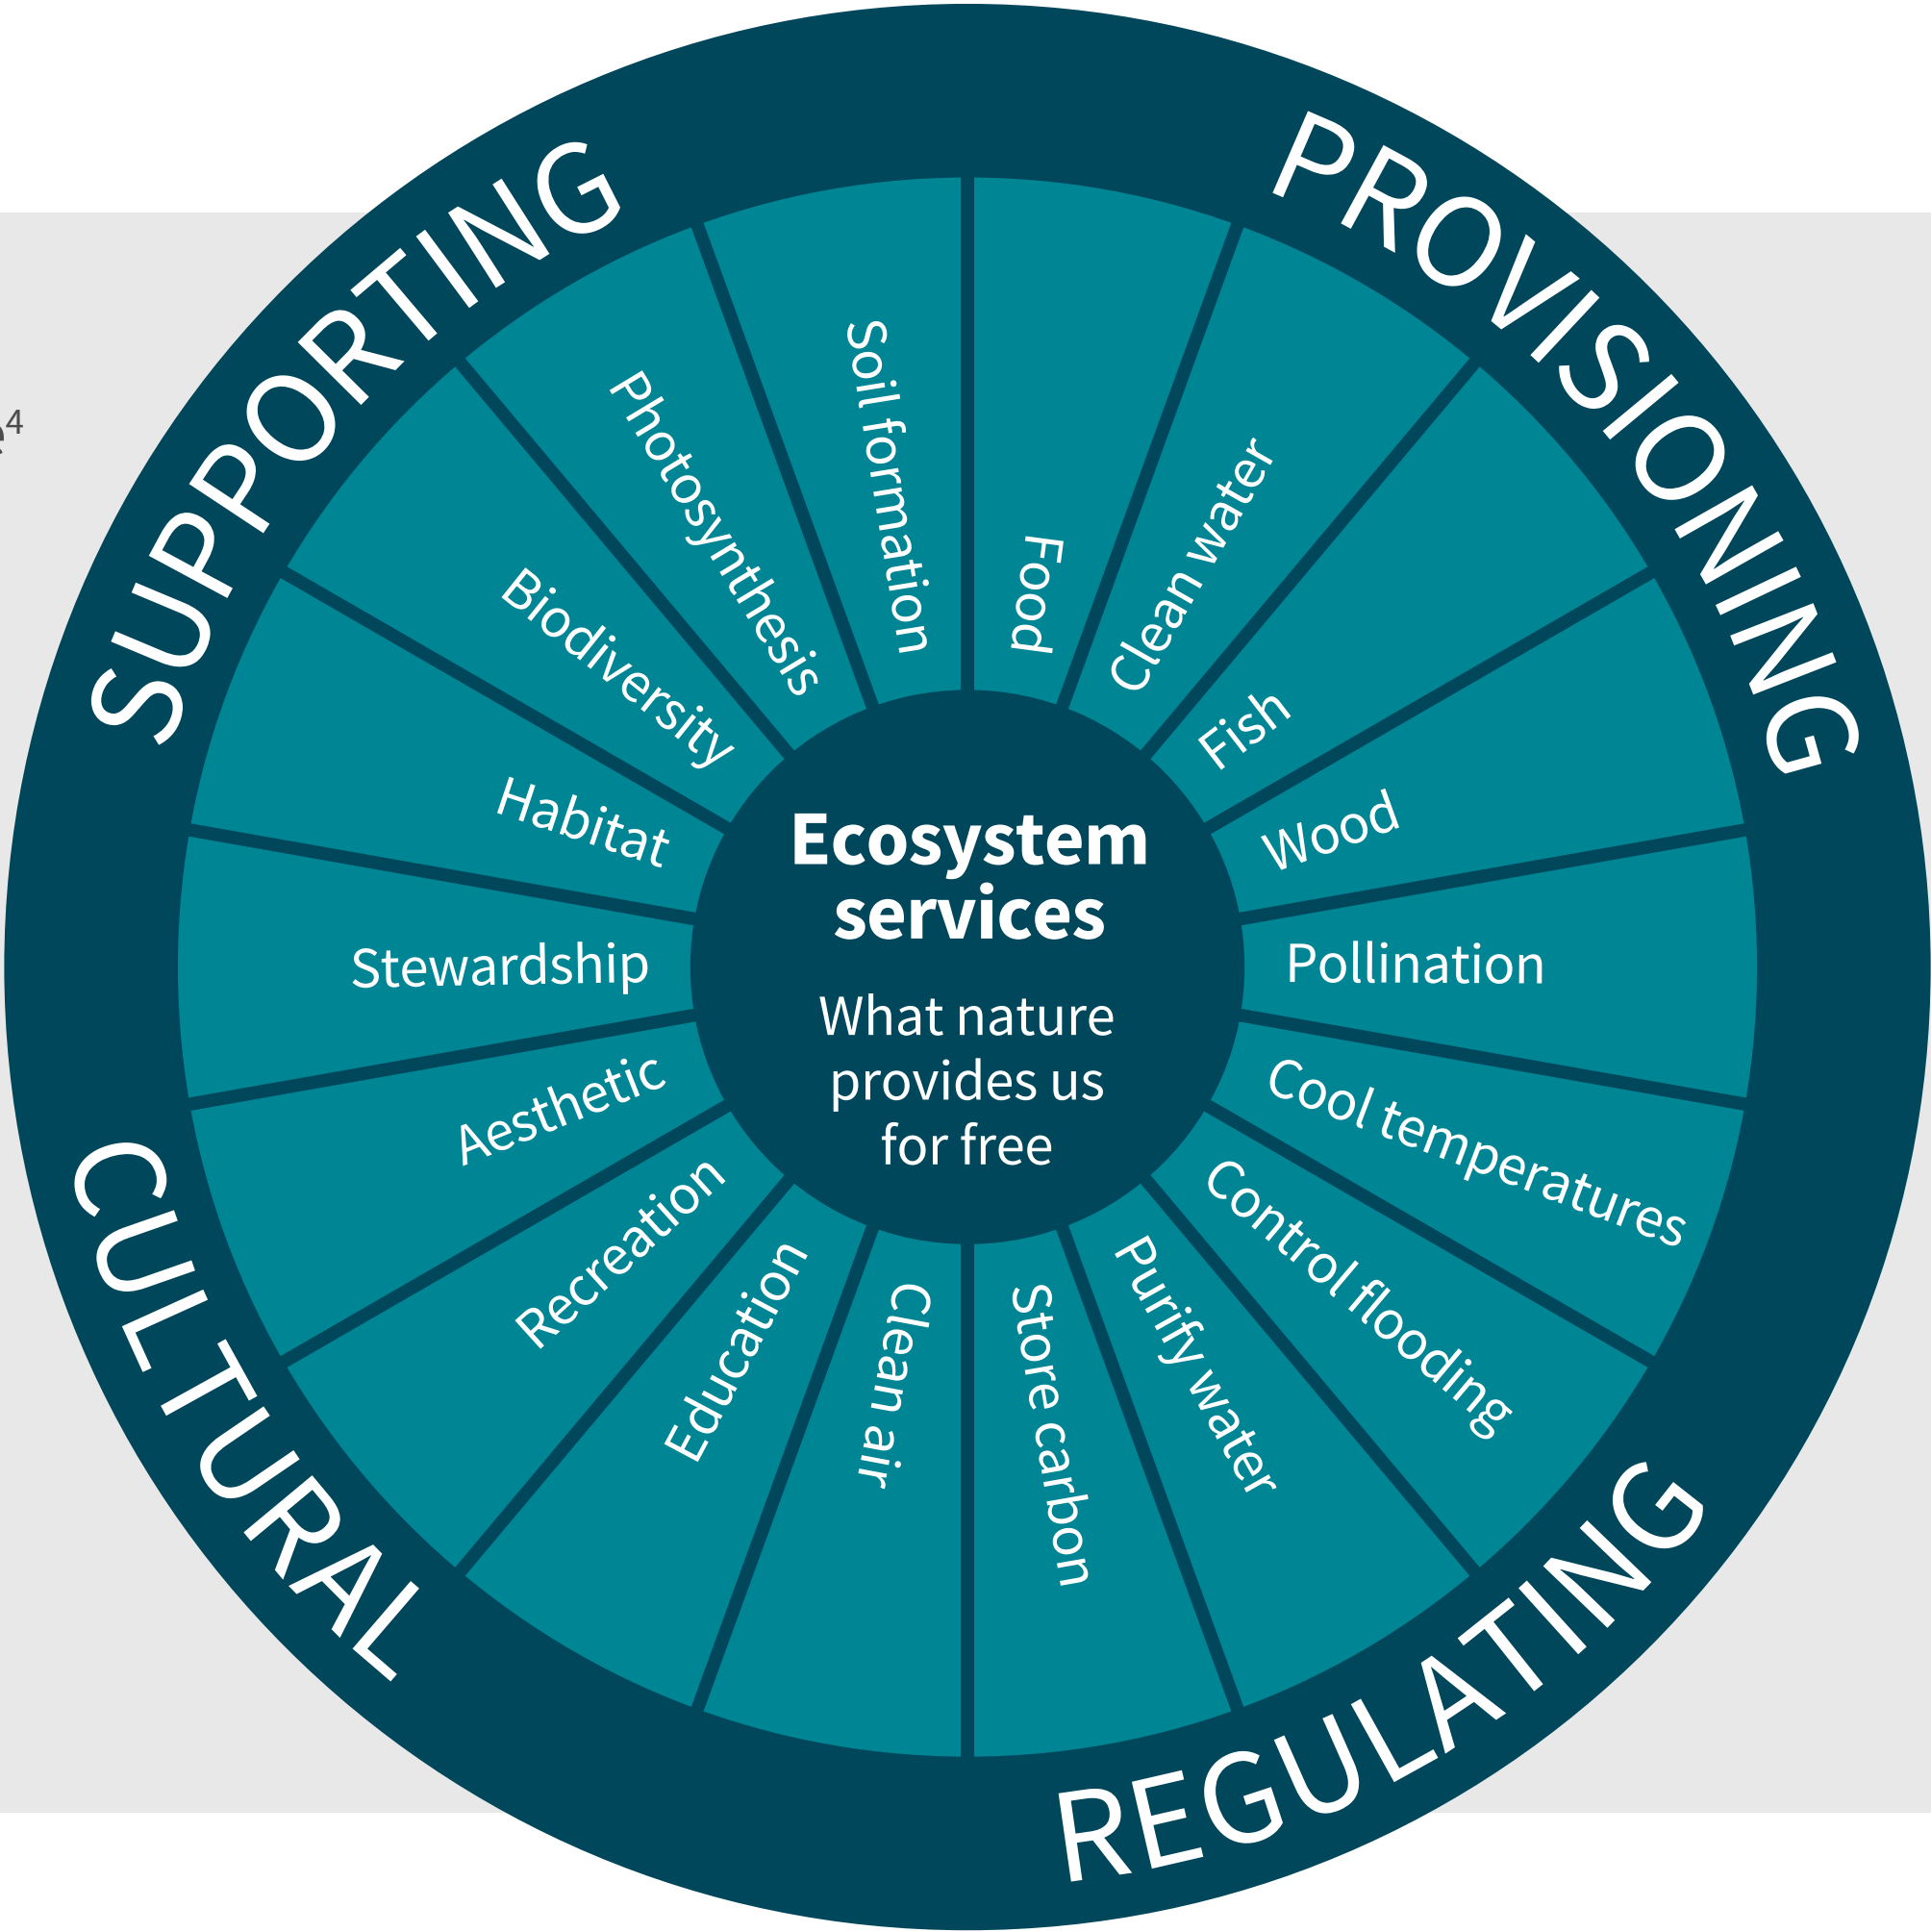 4
SUPPORTING
PROVISIONING
REGULATING
CULTURAL
Ecosystem
services
What nature
provides us
for free
Food
Clean water
Fish
Wood
Pollination
Cool temperatures
Control flooding
Purify water
Store carbon
Clean air
Education
Recreation
Aesthetic
Stewardship
Habitat
Biodiversity
Photosynthesis
Soil formation